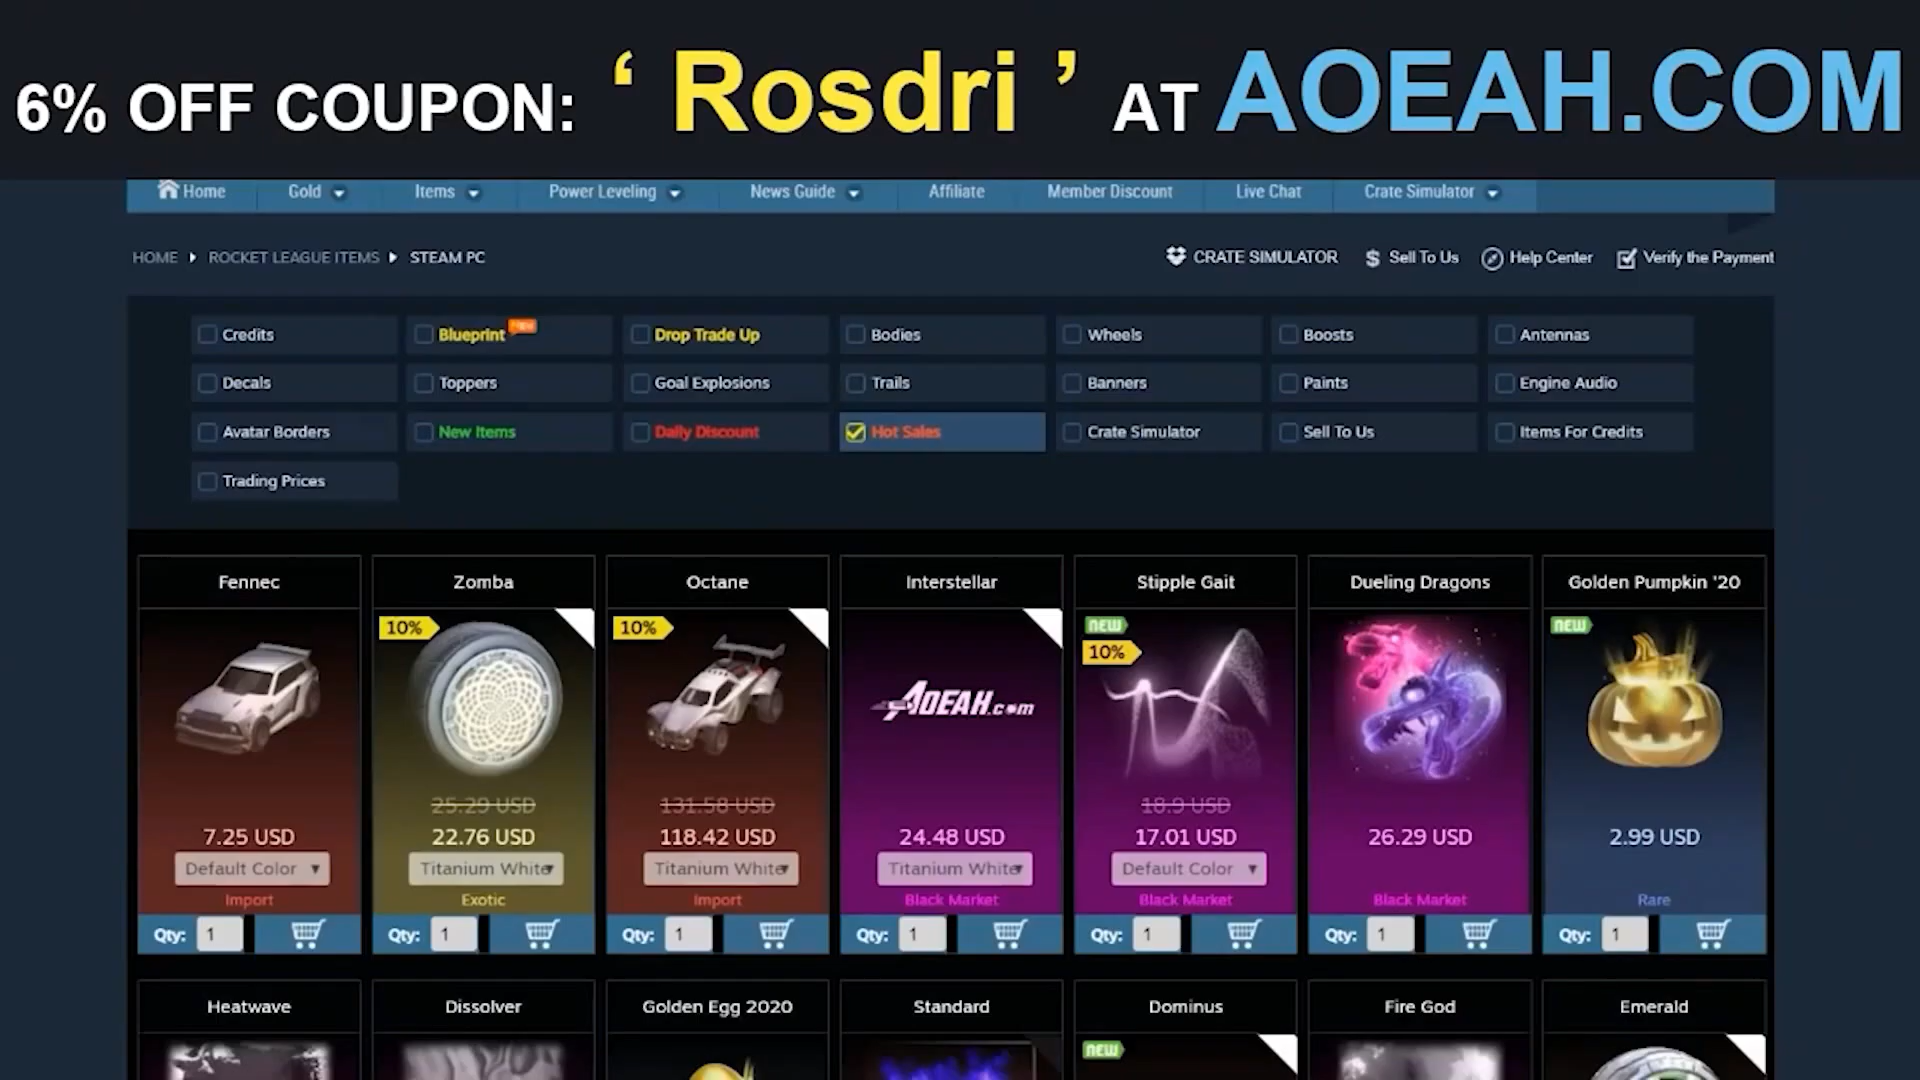 6% OFF COUPON: ‘ Rosdri ’ AT AOEAH.COM
Home Gold Items Power Leveling News Guide Affiliate Member Discount Live Chat Crate Simulator
HOME ROCKET LEAGUE ITEMS STEAM PC CRATE SIMULATOR $ Sell To Us Help Center Verify the Payment
Credits Blueprint New Drop Trade Up Bodies Wheels Boosts Antennas
Decals Toppers Goal Explosions Trails Banners Paints Engine Audio
Avatar Borders New Items Daily Discount Hot Sales Crate Simulator Sell To Us Items For Credits
Trading Prices
Fennec Zomba Octane Interstellar Stipple Gait Dueling Dragons Golden Pumpkin '20
10% 10% NEW NEW
10%
AOEAH.com
25.29 USD 131.58 USD 18.9 USD
7.25 USD 22.76 USD 118.42 USD 24.48 USD 17.01 USD 26.29 USD 2.99 USD
Default Color Titanium White Titanium White Titanium White Default Color
Import Exotic Import Black Market Black Market Black Market Rare
Qty: 1 Qty: 1 Qty: 1 Qty: 1 Qty: 1 Qty: 1 Qty: 1
Heatwave Dissolver Golden Egg 2020 Standard Dominus Fire God Emerald
NEW